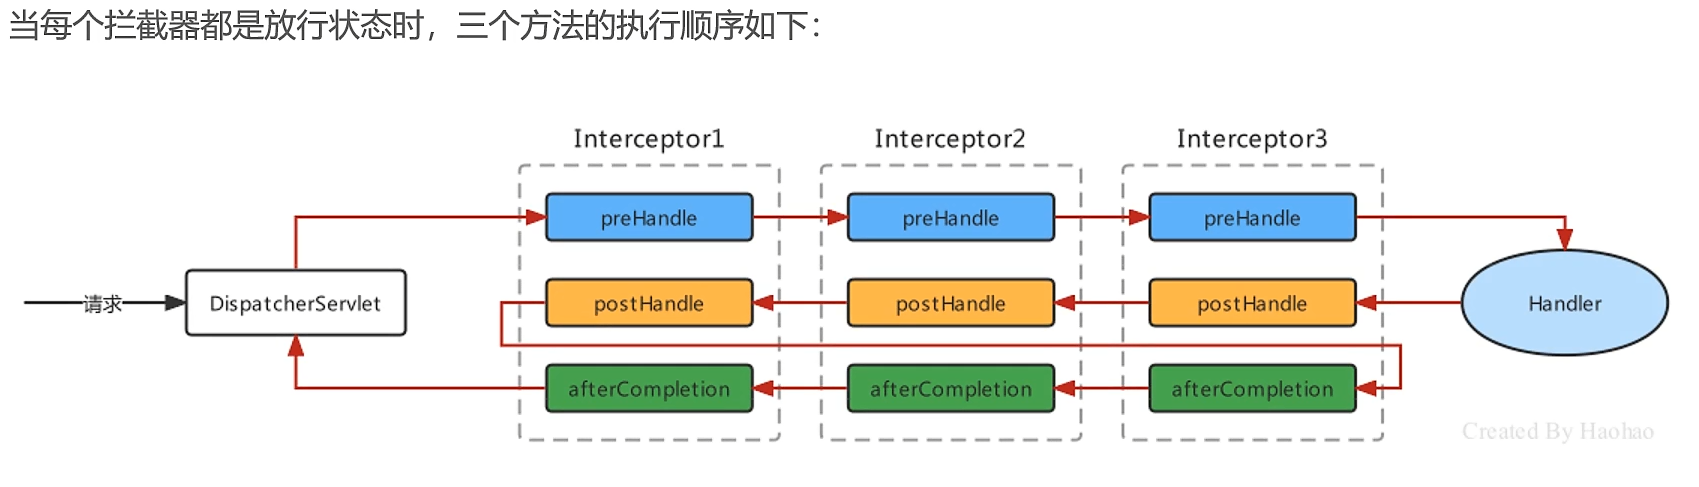 当每个拦截器都是放行状态时，三个方法的执行顺序如下：
Interceptor1 Interceptor2 Interceptor3
preHandle preHandle preHandle
请求 DispatcherServlet postHandle postHandle postHandle Handler
afterCompletion afterCompletion afterCompletion
Created By Haohao